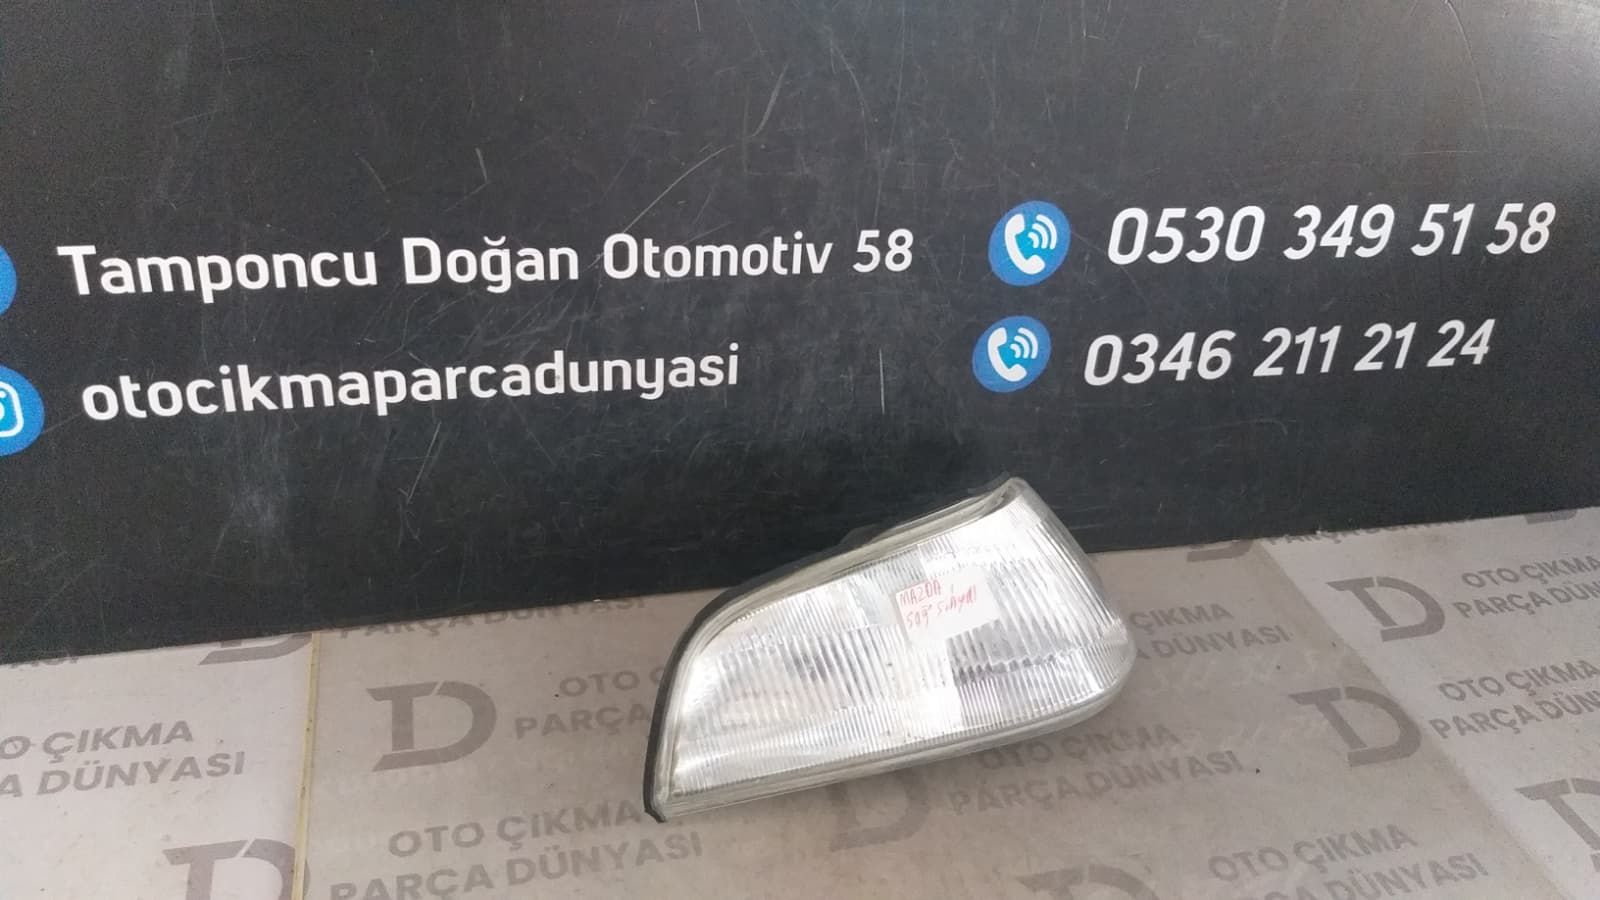 Tamponcu Doğan Otomotiv 58
0530 349 51 58
otocikmaparcadunyasi
0346 211 21 24
MAZDA
sağ
OTO ÇIKMA
PARÇA DÜNYASI
OTO ÇIKMA
PARÇA DÜNYASI
OTO ÇIKMA
PARÇA DÜNYASI
OTO ÇIKMA
PARÇA DÜNYASI